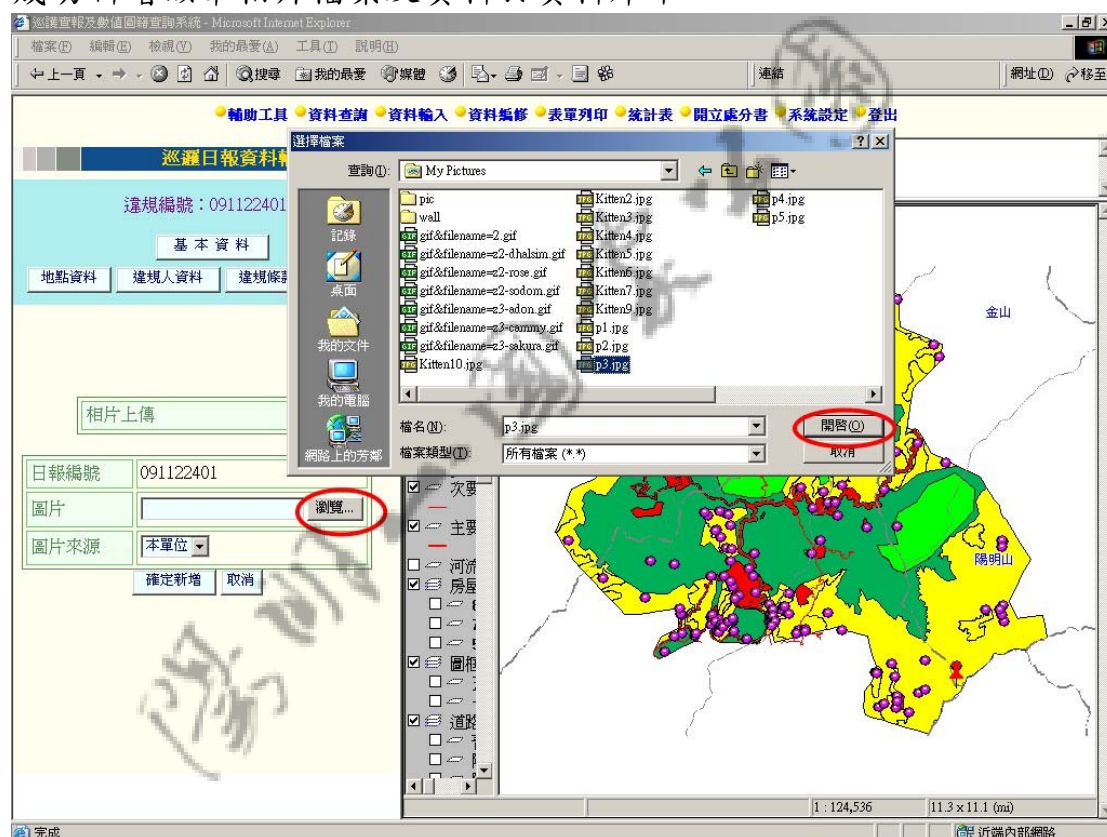 巡護查報及數值圖籍查詢系統 - Microsoft Internet Explorer
檔案(F) 編輯(E) 檢視(V) 我的最愛(A) 工具(T) 說明(H)
上一頁 搜尋 我的最愛 媒體 連結 網址(D) 移至
輔助工具 資料查詢 資料輸入 資料編修 表單列印 統計表 開立處分書 系統設定 登出
巡邏日報資料
違規編號：091122401
基本資料
地點資料 違規人資料 違規條
相片上傳
日報編號 091122401
圖片 瀏覽...
圖片來源 本單位
確定新增 取消
選擇檔案
查詢(I): My Pictures
記錄
桌面
我的文件
我的電腦
網路上的芳鄰
pic
wall
gif&filename=2.gif
gif&filename=z2-dhalsim.gif
gif&filename=z2-rose.gif
gif&filename=z2-sodom.gif
gif&filename=z3-adon.gif
gif&filename=z3-cammy.gif
gif&filename=z3-sakura.gif
Kitten10.jpg
Kitten2.jpg
Kitten3.jpg
Kitten4.jpg
Kitten5.jpg
Kitten6.jpg
Kitten7.jpg
Kitten9.jpg
p1.jpg
p2.jpg
p3.jpg
p4.jpg
p5.jpg
檔名(N): p3.jpg 開啓(O)
檔案類型(T): 所有檔案 (*.*) 取消
次要
主要
河流
房屋
圖框
道路
金山
陽明山
1 : 124,536 11.3 x 11.1 (mi)
完成 近端內部網路